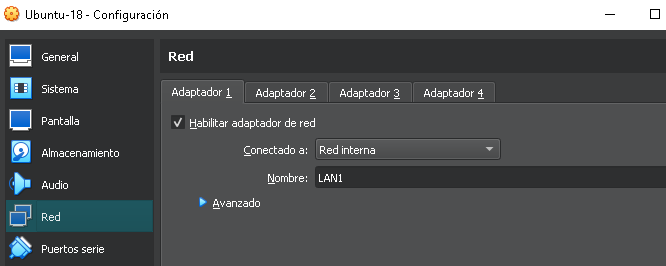 Ubuntu-18 - Configuración
General
Sistema
Pantalla
Almacenamiento
Audio
Red
Puertos serie
Red
Adaptador 1 Adaptador 2 Adaptador 3 Adaptador 4
Habilitar adaptador de red
Conectado a: Red interna
Nombre: LAN1
Avanzado